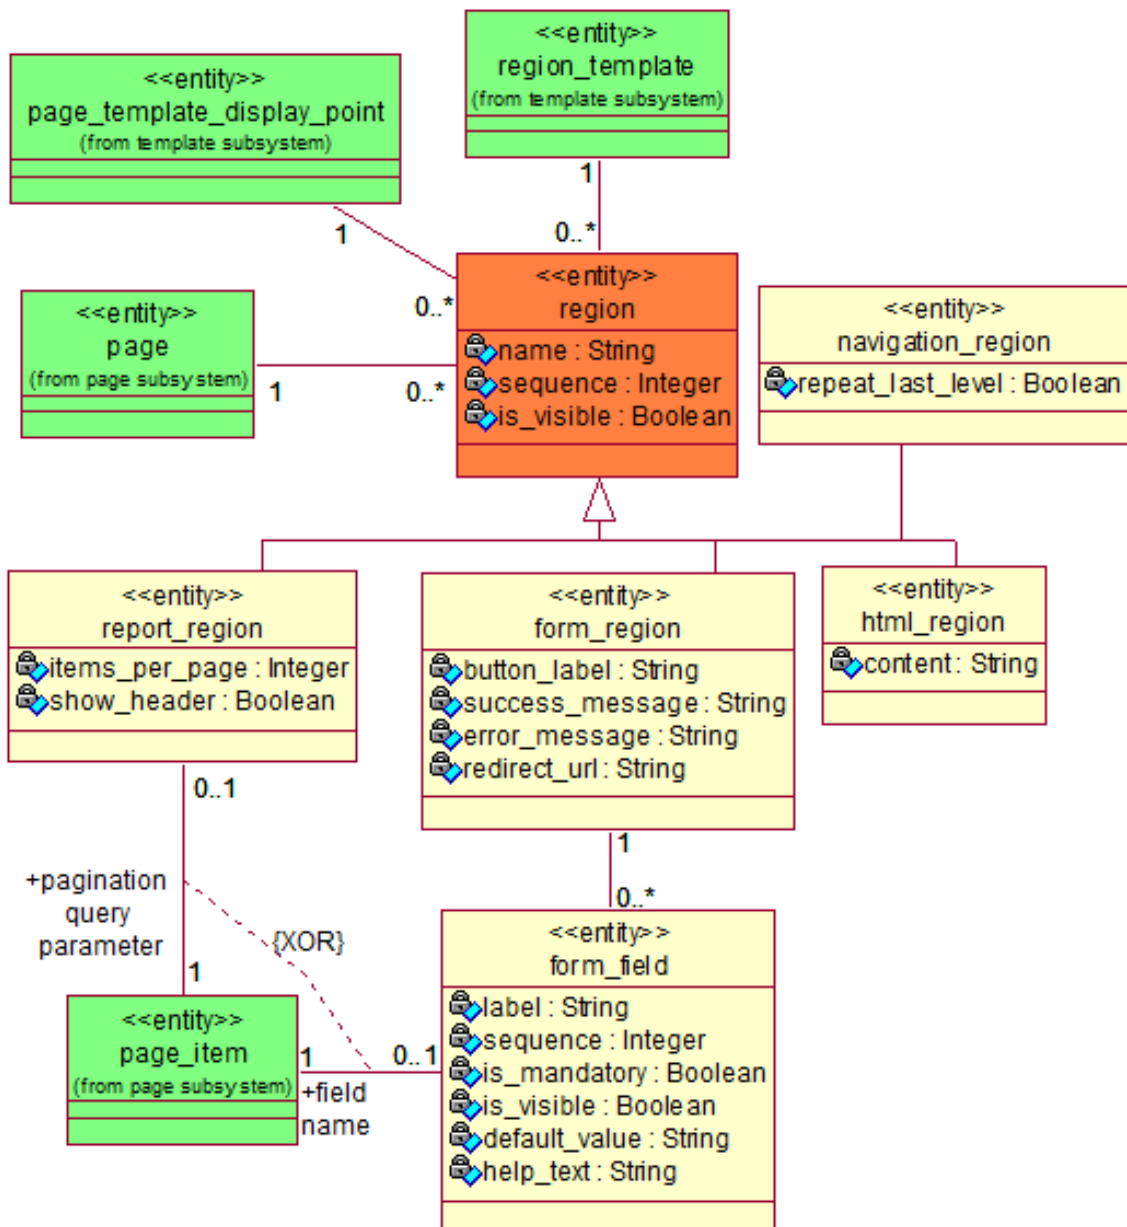 <<entity>>
region_template
(from template subsystem)
<<entity>>
page_template_display_point
(from template subsystem)
1
0..*
1
0..*
<<entity>>
region
name : String
sequence : Integer
is_visible : Boolean
<<entity>>
navigation_region
repeat_last_level : Boolean
<<entity>>
page
(from page subsystem)
1
0..*
<<entity>>
report_region
items_per_page : Integer
show_header : Boolean
<<entity>>
form_region
button_label : String
success_message : String
error_message : String
redirect_url : String
<<entity>>
html_region
content : String
0..1
+pagination
query
parameter
1
{XOR}
1
0..*
<<entity>>
form_field
label : String
sequence : Integer
is_mandatory : Boolean
is_visible : Boolean
default_value : String
help_text : String
<<entity>>
page_item
(from page subsystem)
1
0..1
+field
name